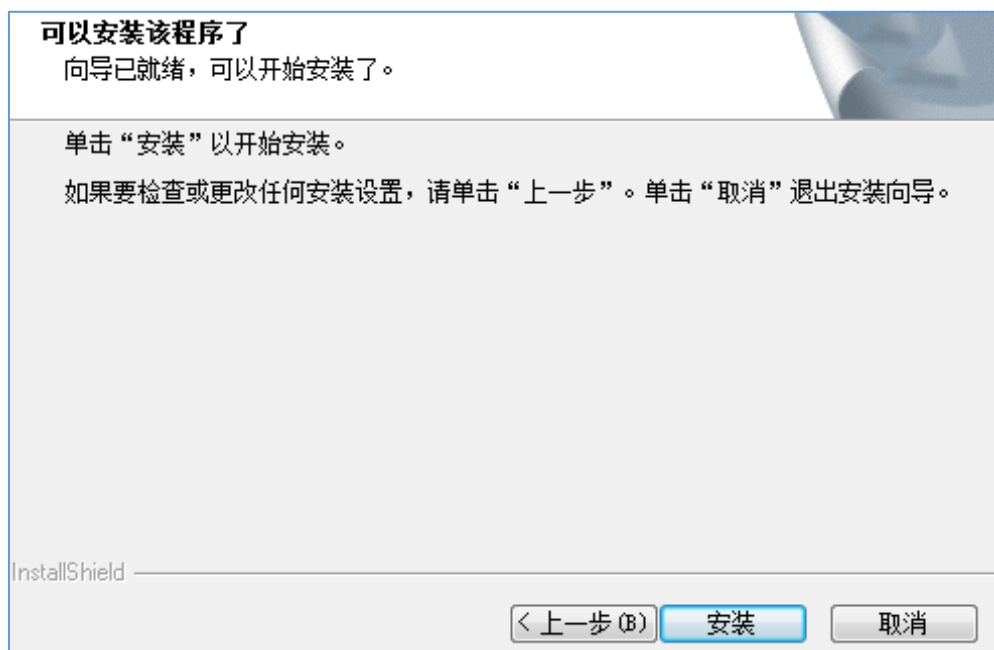 可以安装该程序了
向导已就绪，可以开始安装了。
单击“安装”以开始安装。
如果要检查或更改任何安装设置，请单击“上一步”。单击“取消”退出安装向导。
InstallShield
< 上一步(B)
安装
取消